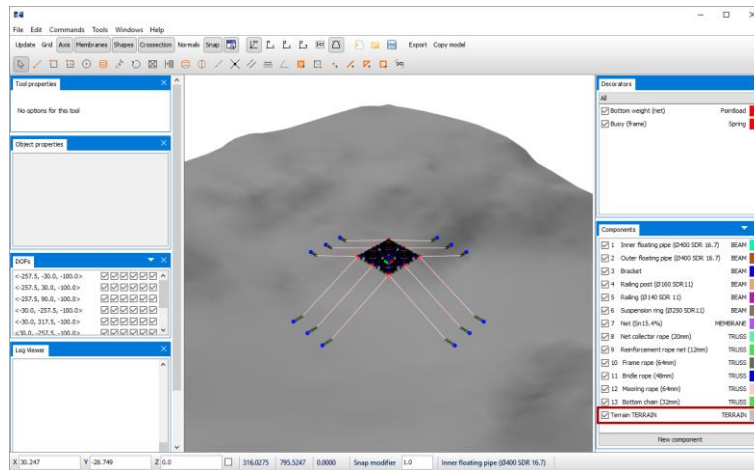 File Edit Commands Tools Windows Help
Update Grid Axis Membranes Shapes Crossection Normals Snap Export Copy model
Tool properties
No options for this tool
Object properties
DOFs
<-257.5, -30.0, -100.0>
<-257.5, 30.0, -100.0>
<-257.5, 90.0, -100.0>
<-30.0, -257.5, -100.0>
<-30.0, 317.5, -100.0>
<30.0, -257.5, -100.0>
Log Viewer
Decorators
All
Bottom weight (net) Pointload
Buoy (frame) Spring
Components
1 Inner floating pipe (Ø400 SDR 16.7) BEAM
2 Outer floating pipe (Ø400 SDR 16.7) BEAM
3 Bracket BEAM
4 Railing post (Ø160 SDR11) BEAM
5 Railing (Ø140 SDR 11) BEAM
6 Suspension ring (Ø250 SDR11) BEAM
7 Net (Sn15.4%) MEMBRANE
8 Net collector rope (20mm) TRUSS
9 Reinforcement rope net (12mm) TRUSS
10 Frame rope (64mm) TRUSS
11 Bridle rope (48mm) TRUSS
12 Mooring rope (64mm) TRUSS
13 Bottom chain (32mm) TRUSS
Terrain TERRAIN TERRAIN
New component
X 30.247 Y -28.749 Z 0.0 316.0275 795.5247 0.0000 Snap modifier 1.0 Inner floating pipe (Ø400 SDR 16.7)